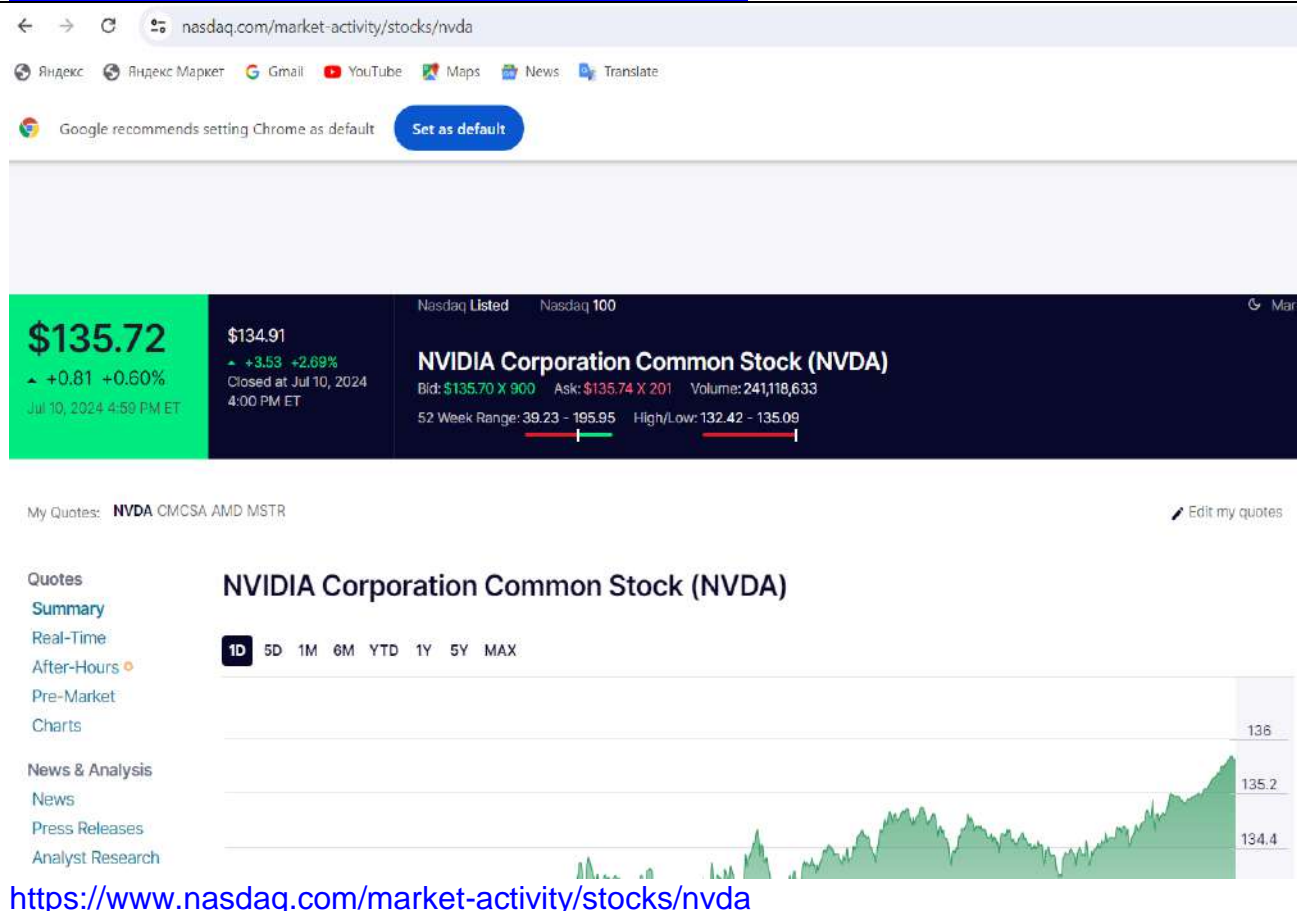 nasdaq.com/market-activity/stocks/nvda
Яндекс Яндекс Маркет Gmail YouTube Maps News Translate
Google recommends setting Chrome as default Set as default
Nasdaq Listed Nasdaq 100 Mar
$135.72
+0.81 +0.60%
Jul 10, 2024 4:59 PM ET
$134.91
+3.53 +2.69%
Closed at Jul 10, 2024
4:00 PM ET
NVIDIA Corporation Common Stock (NVDA)
Bid: $135.70 X 900 Ask: $135.74 X 201 Volume: 241,118,633
52 Week Range: 39.23 - 195.95 High/Low: 132.42 - 135.09
My Quotes: NVDA CMCSA AMD MSTR Edit my quotes
Quotes
Summary
Real-Time
After-Hours
Pre-Market
Charts
News & Analysis
News
Press Releases
Analyst Research
NVIDIA Corporation Common Stock (NVDA)
1D 5D 1M 6M YTD 1Y 5Y MAX
136
135.2
134.4
https://www.nasdaq.com/market-activity/stocks/nvda